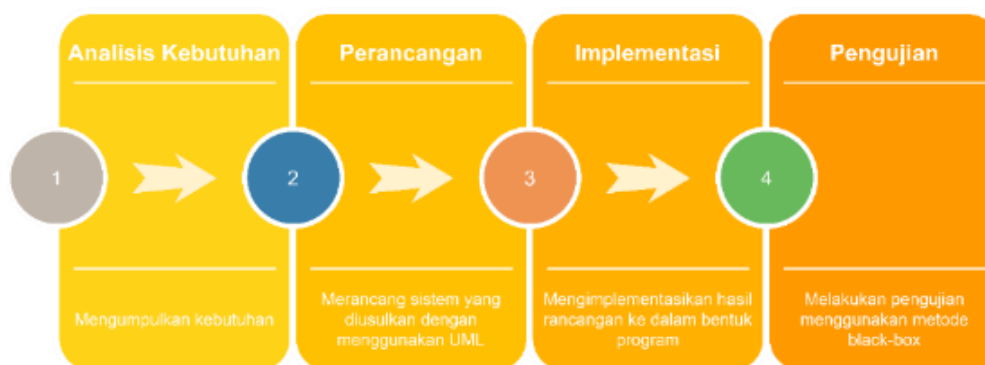 Analisis Kebutuhan
Perancangan
Implementasi
Pengujian
1
2
3
4
Mengumpulkan kebutuhan
Merancang sistem yang
diusulkan dengan
menggunakan UML
Mengimplementasikan hasil
rancangan ke dalam bentuk
program
Melakukan pengujian
menggunakan metode
black-box